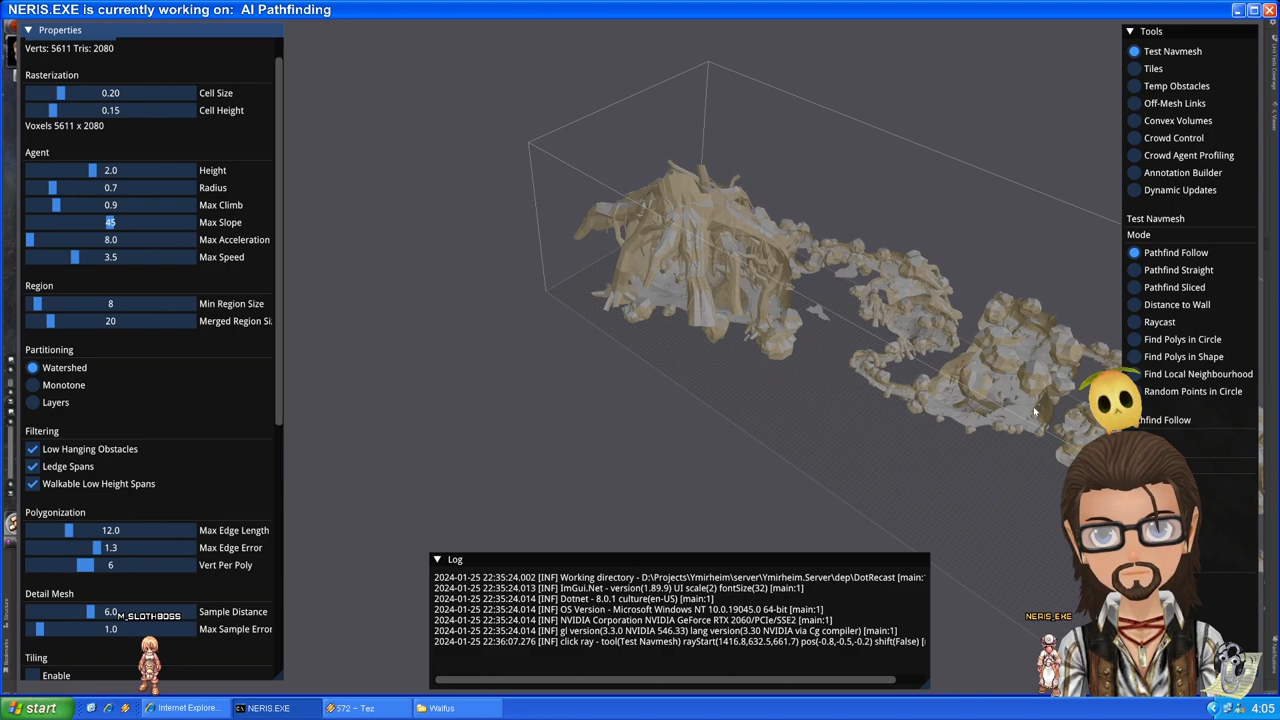 NERIS.EXE is currently working on: AI Pathfinding
Properties
Verts: 5611 Tris: 2080
Rasterization
0.20 Cell Size
0.15 Cell Height
Voxels 5611 x 2080
Agent
2.0 Height
0.7 Radius
0.9 Max Climb
45 Max Slope
8.0 Max Acceleration
3.5 Max Speed
Region
8 Min Region Size
20 Merged Region Si
Partitioning
Watershed
Monotone
Layers
Filtering
Low Hanging Obstacles
Ledge Spans
Walkable Low Height Spans
Polygonization
12.0 Max Edge Length
1.3 Max Edge Error
6 Vert Per Poly
Detail Mesh
6.0 Sample Distance
M_SLOTHBOSS
1.0 Max Sample Error
Tiling
Enable
Log
2024-01-25 22:35:24.002 [INF] Working directory - D:\Projects\Ymirheim\server\Ymirheim.Server\dep\DotRecast [main:
2024-01-25 22:35:24.013 [INF] ImGui.Net - version(1.89.9) UI scale(2) fontSize(32) [main:1]
2024-01-25 22:35:24.014 [INF] Dotnet - 8.0.1 culture(en-US) [main:1]
2024-01-25 22:35:24.014 [INF] OS Version - Microsoft Windows NT 10.0.19045.0 64-bit [main:1]
2024-01-25 22:35:24.014 [INF] NVIDIA Corporation NVIDIA GeForce RTX 2060/PCIe/SSE2 [main:1]
2024-01-25 22:35:24.014 [INF] gl version(3.3.0 NVIDIA 546.33) lang version(3.30 NVIDIA via Cg compiler) [main:1]
2024-01-25 22:36:07.276 [INF] click ray - tool(Test Navmesh) rayStart(1416.8,632.5,661.7) pos(-0.8,-0.5,-0.2) shift(False) [
Tools
Test Navmesh
Tiles
Temp Obstacles
Off-Mesh Links
Convex Volumes
Crowd Control
Crowd Agent Profiling
Annotation Builder
Dynamic Updates
Test Navmesh
Mode
Pathfind Follow
Pathfind Straight
Pathfind Sliced
Distance to Wall
Raycast
Find Polys in Circle
Find Polys in Shape
Find Local Neighbourhood
Random Points in Circle
hfind Follow
NERIS_EXE
start
Internet Explore...
NERIS.EXE
572 - Tez
Waifus
4:05